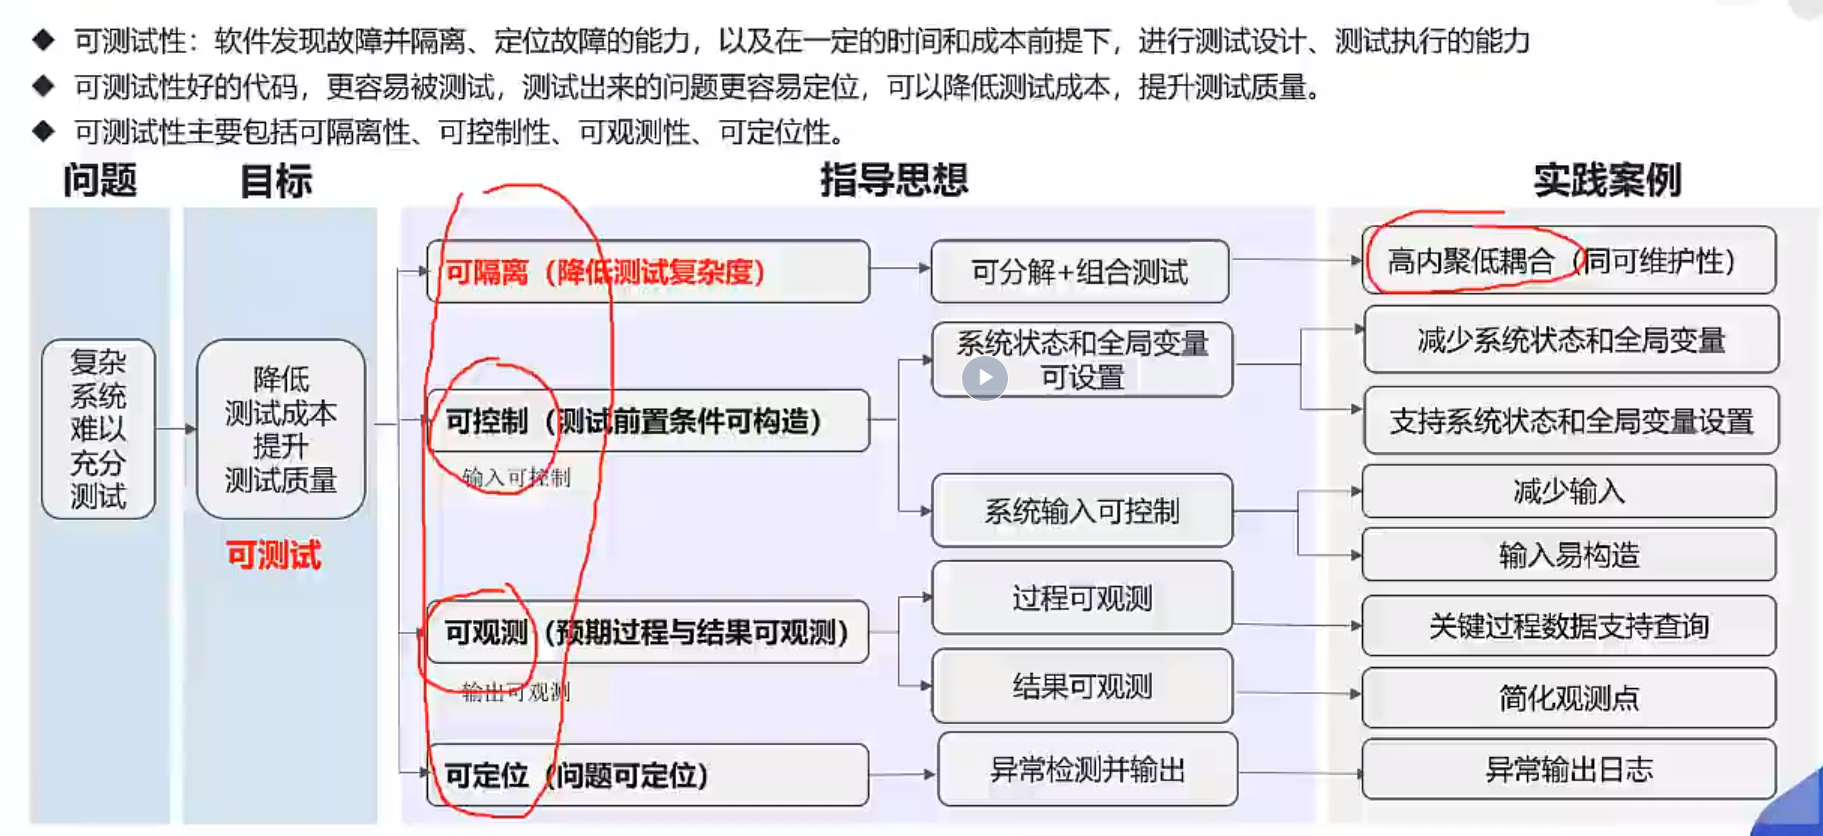 ◆ 可测试性：软件发现故障并隔离、定位故障的能力，以及在一定的时间和成本前提下，进行测试设计、测试执行的能力
◆ 可测试性好的代码，更容易被测试，测试出来的问题更容易定位，可以降低测试成本，提升测试质量。
◆ 可测试性主要包括可隔离性、可控制性、可观测性、可定位性。
问题
目标
指导思想
实践案例
复杂
系统
难以
充分
测试
降低
测试成本
提升
测试质量
可测试
可隔离（降低测试复杂度）
可分解+组合测试
高内聚低耦合（同可维护性）
可控制（测试前置条件可构造）
输入可控制
系统状态和全局变量
可设置
减少系统状态和全局变量
支持系统状态和全局变量设置
系统输入可控制
减少输入
输入易构造
可观测（预期过程与结果可观测）
输出可观测
过程可观测
关键过程数据支持查询
结果可观测
简化观测点
可定位（问题可定位）
异常检测并输出
异常输出日志